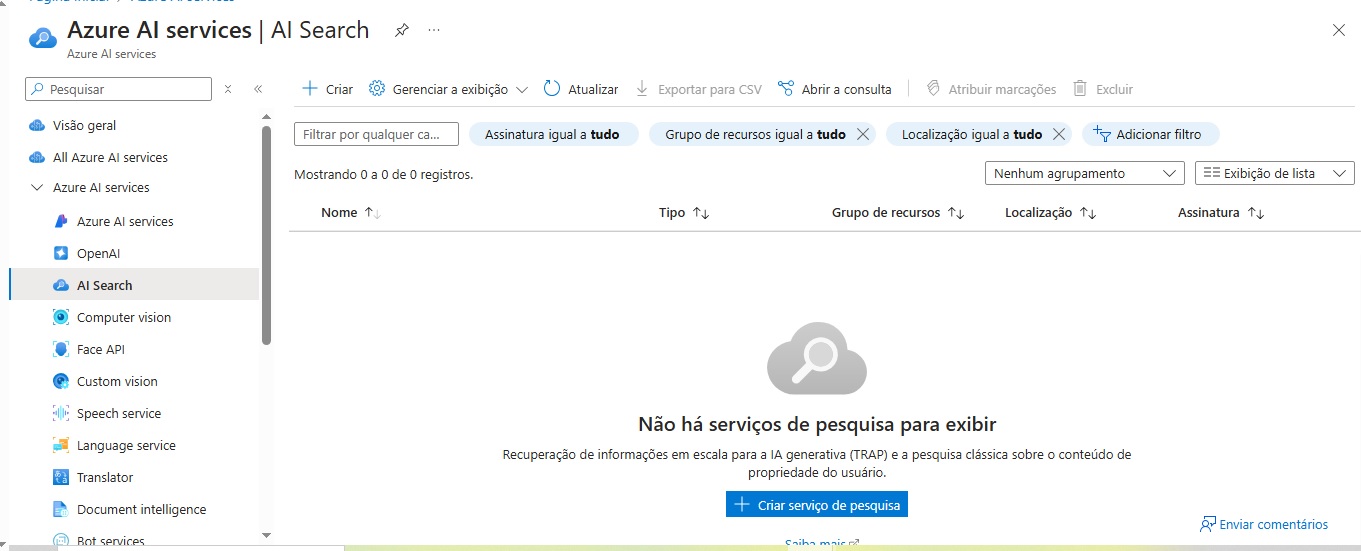 Página inicial > Azure AI services
Azure AI services | AI Search
Azure AI services
Pesquisar
Criar
Gerenciar a exibição
Atualizar
Exportar para CSV
Abrir a consulta
Atribuir marcações
Excluir
Visão geral
All Azure AI services
Azure AI services
Azure AI services
OpenAI
AI Search
Computer vision
Face API
Custom vision
Speech service
Language service
Translator
Document intelligence
Bot services
Filtrar por qualquer ca...
Assinatura igual a tudo
Grupo de recursos igual a tudo
Localização igual a tudo
Adicionar filtro
Mostrando 0 a 0 de 0 registros.
Nenhum agrupamento
Exibição de lista
Nome
Tipo
Grupo de recursos
Localização
Assinatura
Não há serviços de pesquisa para exibir
Recuperação de informações em escala para a IA generativa (TRAP) e a pesquisa clássica sobre o conteúdo de
propriedade do usuário.
Criar serviço de pesquisa
Saiba mais
Enviar comentários